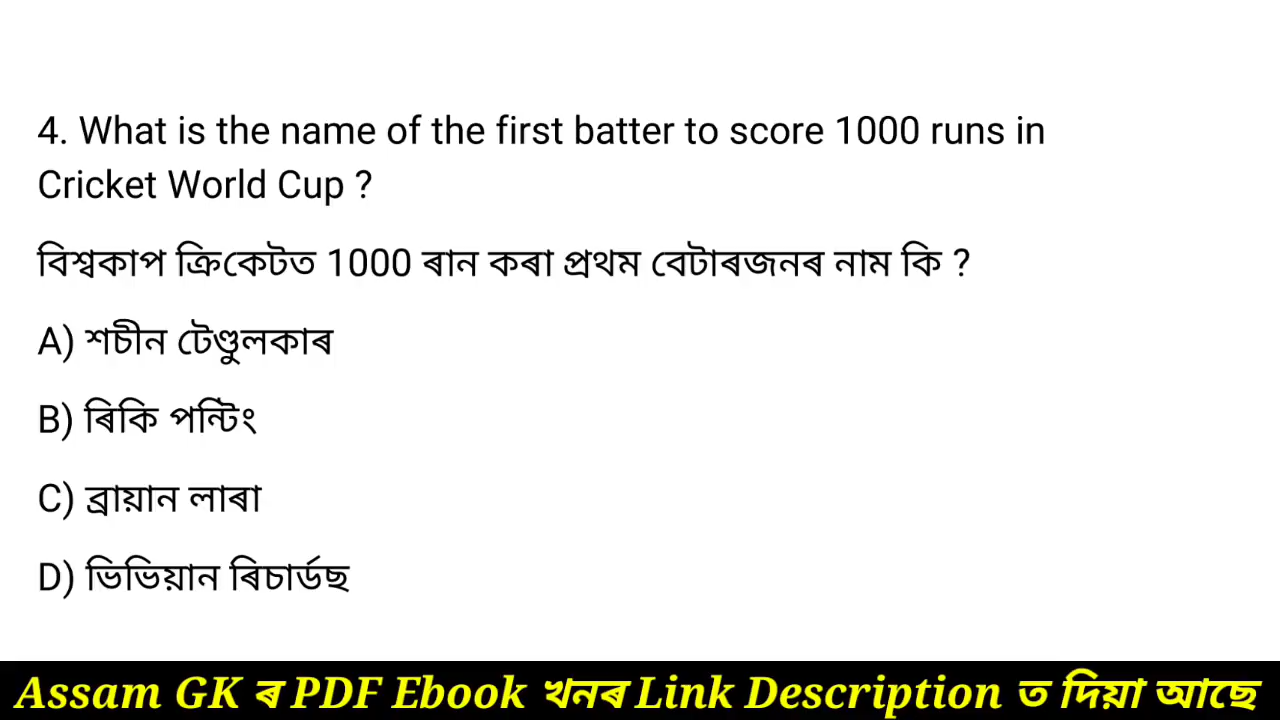 4. What is the name of the first batter to score 1000 runs in
Cricket World Cup ?
বিশ্বকাপ ক্ৰিকেটত 1000 ৰান কৰা প্ৰথম বেটাৰজনৰ নাম কি ?
A) শচীন টেণ্ডুলকাৰ
B) ৰিকি পন্টিং
C) ব্ৰায়ান লাৰা
D) ভিভিয়ান ৰিচাৰ্ডছ
Assam GK ৰ PDF Ebook খনৰ Link Description ত দিয়া আছে